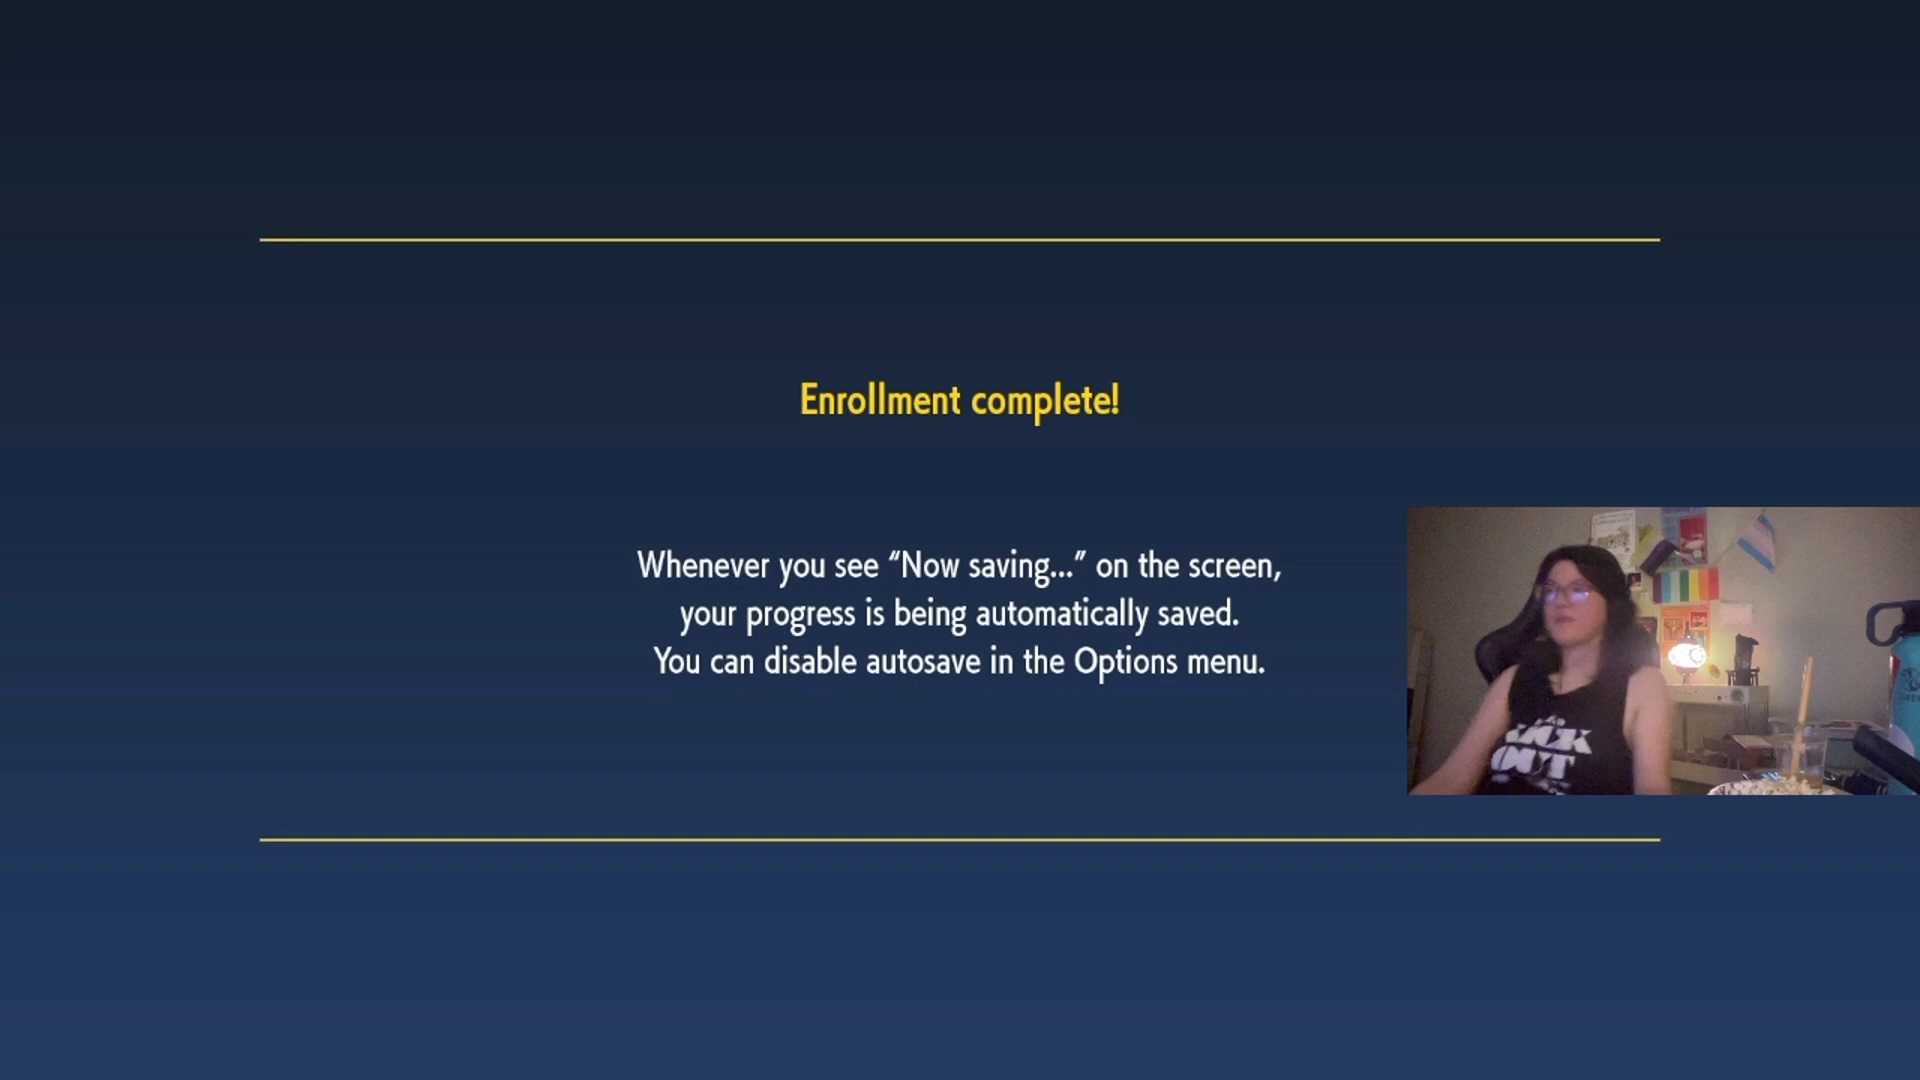 Enrollment complete!
Whenever you see “Now saving...” on the screen,
your progress is being automatically saved.
You can disable autosave in the Options menu.
OUT